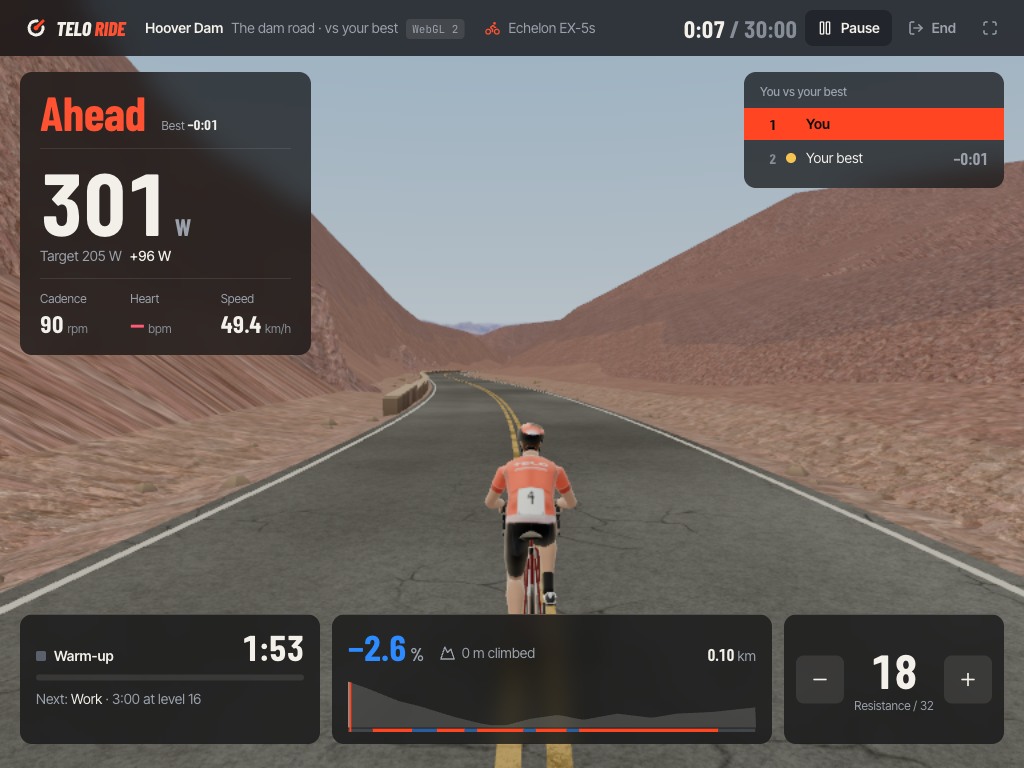 TELO RIDE Hoover Dam The dam road · vs your best WebGL 2 Echelon EX-5s 0:07 / 30:00 Pause End
Ahead Best −0:01
301 W
Target 205 W +96 W
Cadence Heart Speed
90 rpm — bpm 49.4 km/h
You vs your best
1 You
2 Your best −0:01
TELO
4
Warm-up 1:53
Next: Work · 3:00 at level 16
−2.6 % 0 m climbed 0.10 km
− 18 +
Resistance / 32